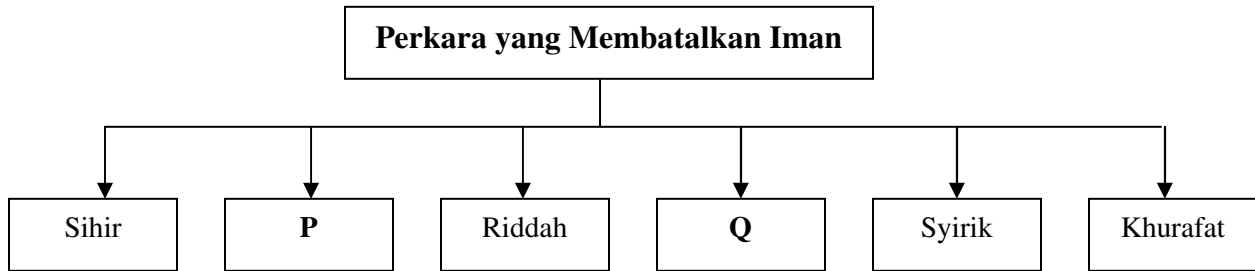 Perkara yang Membatalkan Iman
Sihir
P
Riddah
Q
Syirik
Khurafat